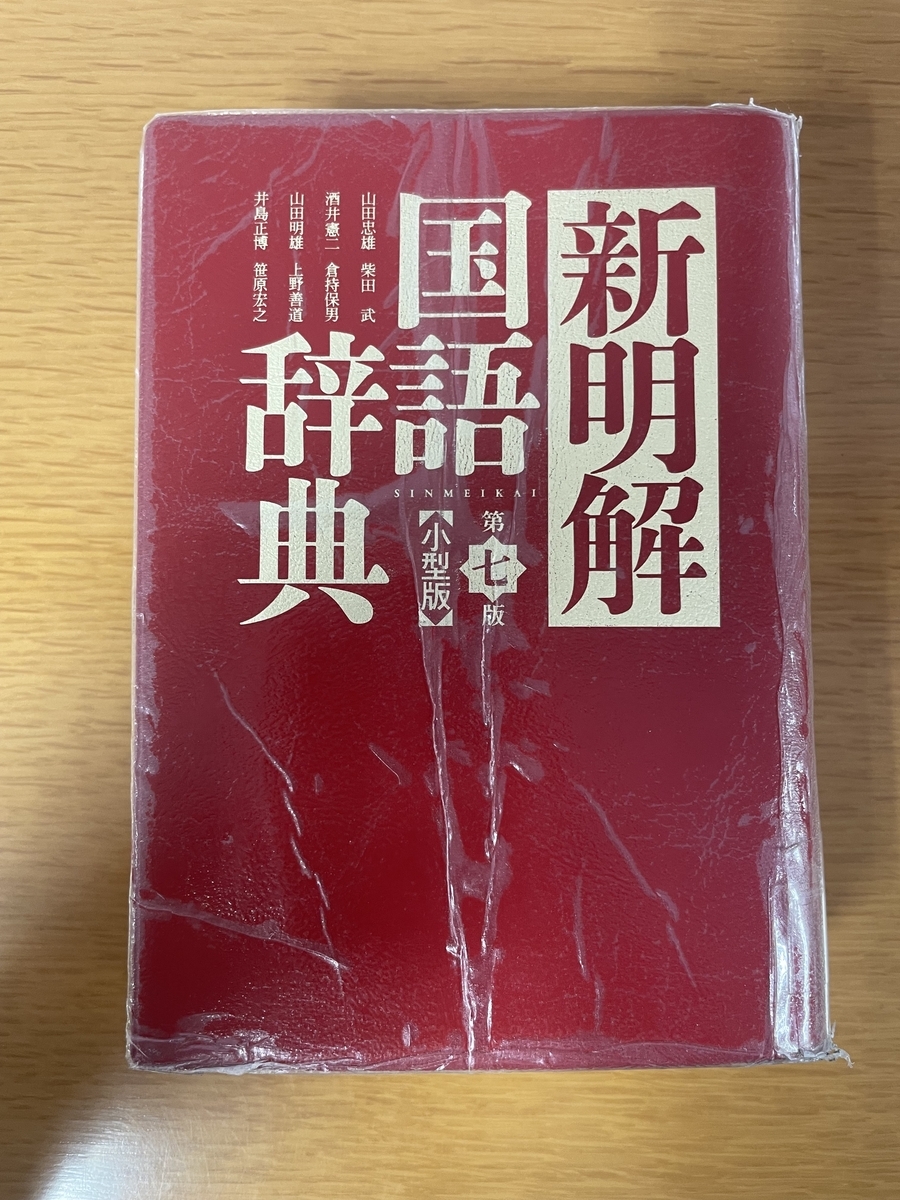 新明解
国語
辞典
SINMEIKAI
第七版
【小型版】
山田忠雄 柴田 武
酒井憲二 倉持保男
山田明雄 上野善道
井島正博 笹原宏之